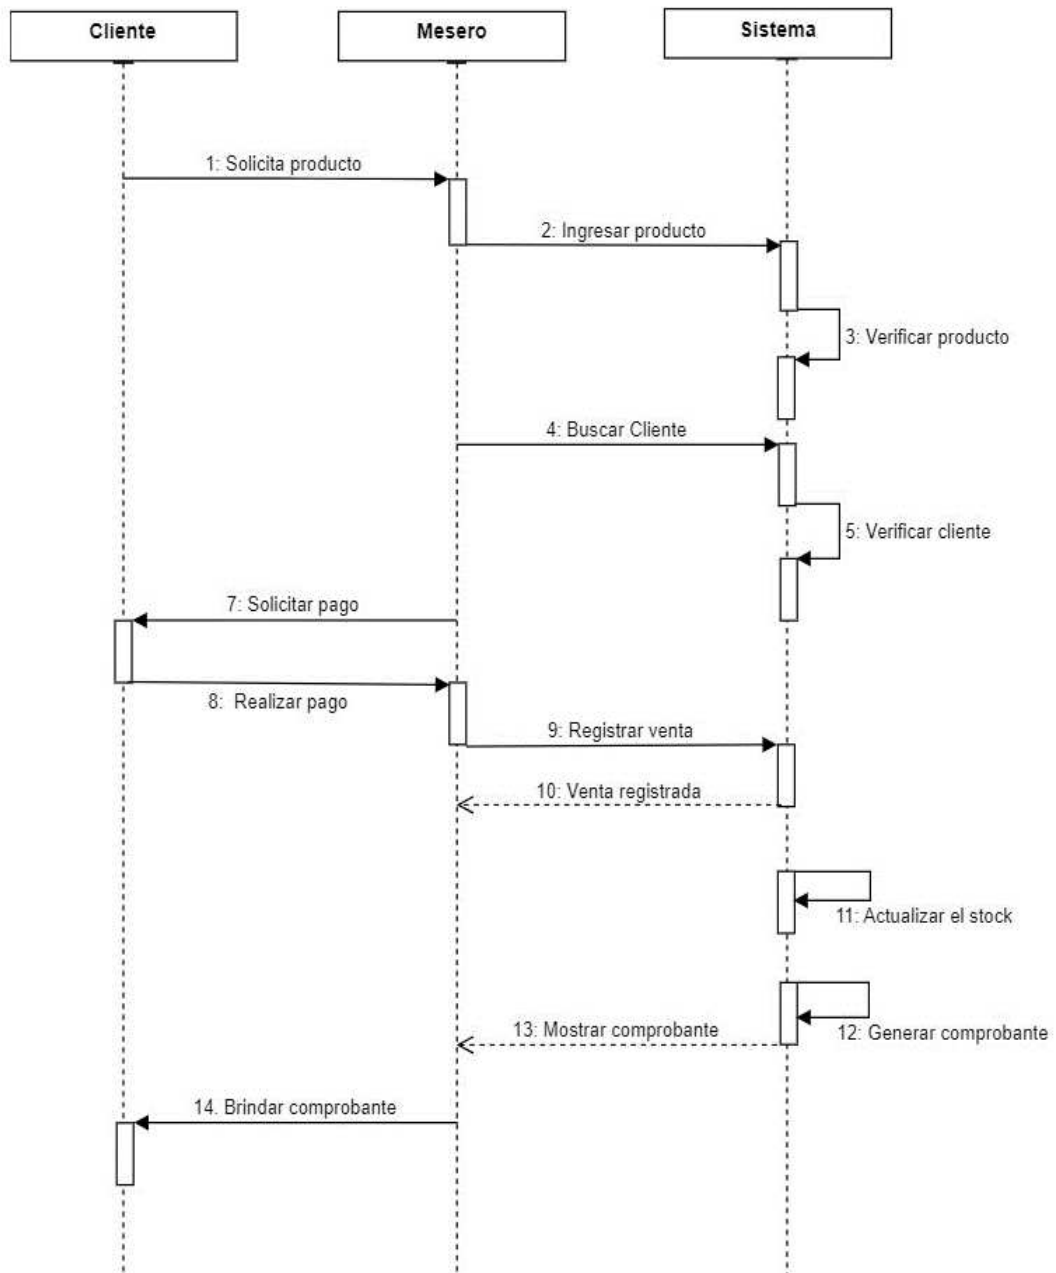 Cliente
Mesero
Sistema
1: Solicita producto
2: Ingresar producto
3: Verificar producto
4: Buscar Cliente
5: Verificar cliente
7: Solicitar pago
8:  Realizar pago
9: Registrar venta
10: Venta registrada
11: Actualizar el stock
13: Mostrar comprobante
12: Generar comprobante
14. Brindar comprobante